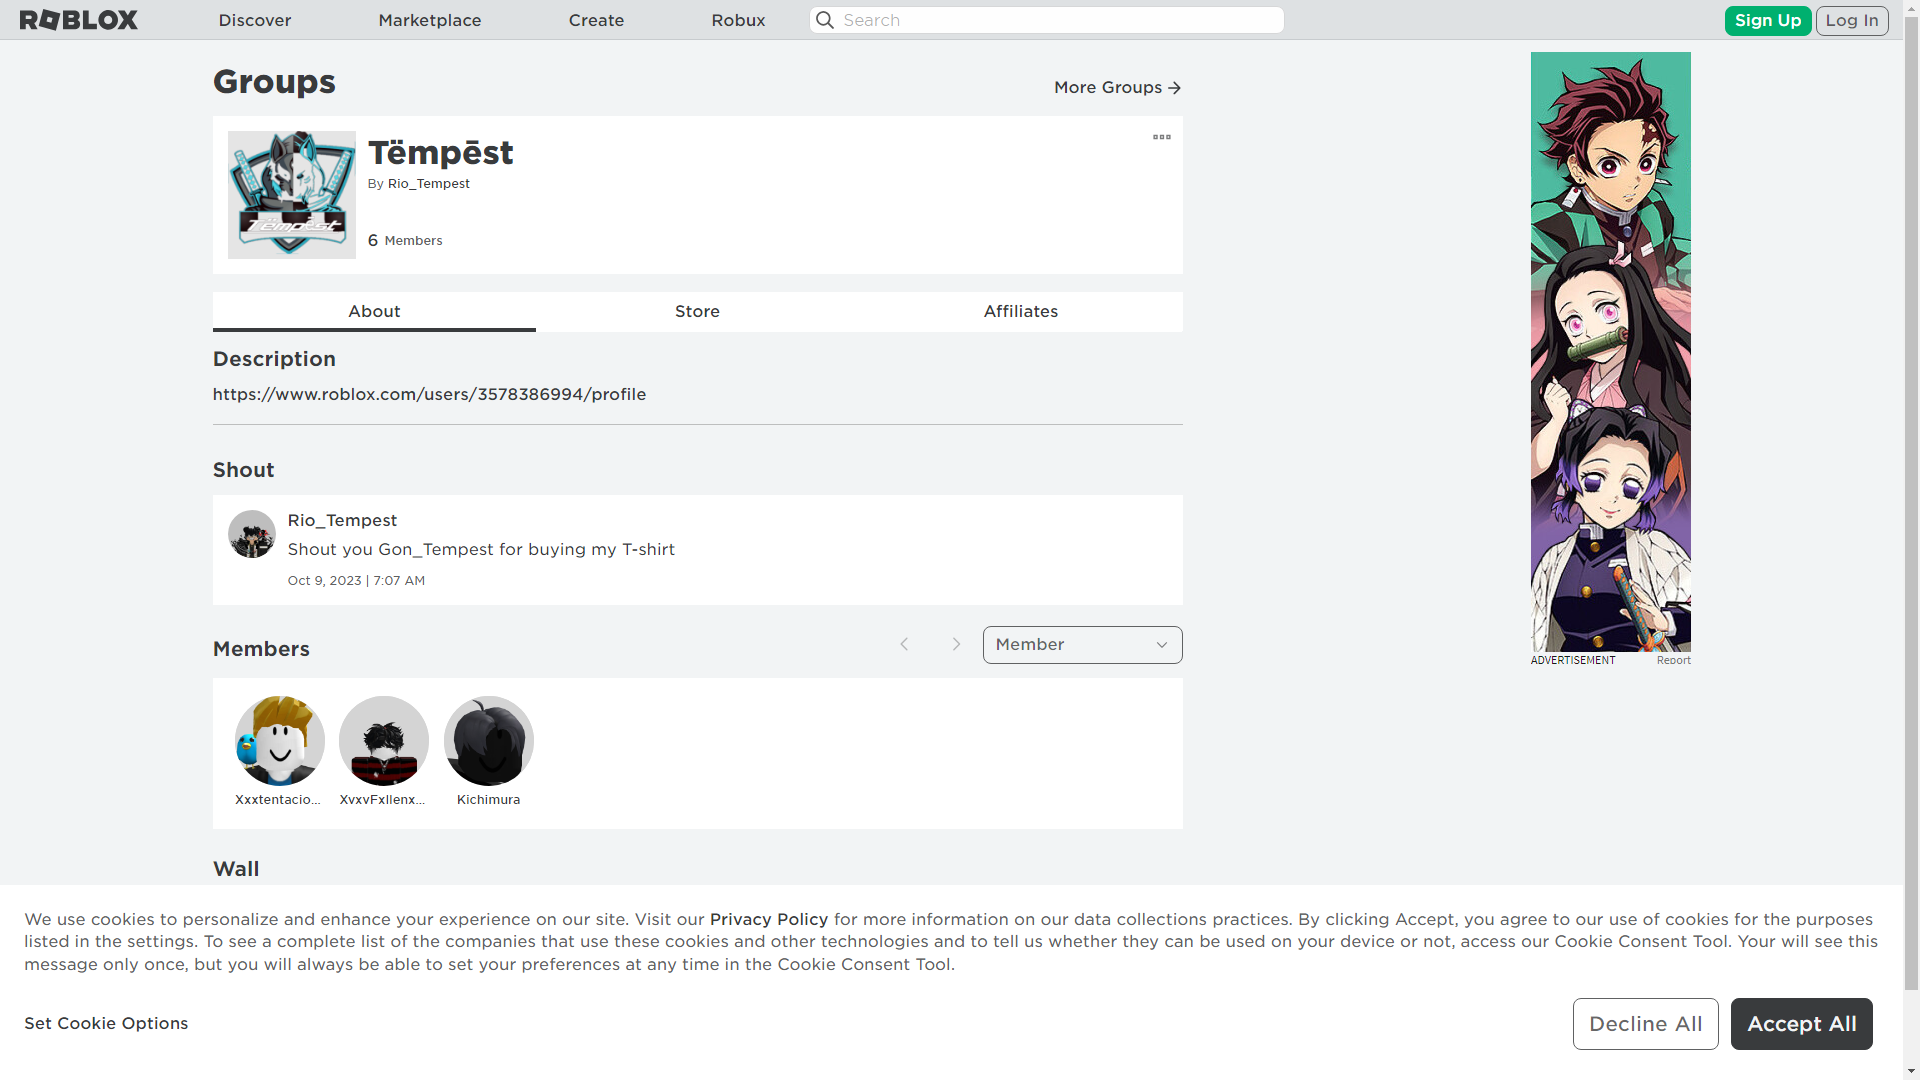 ROBLOX
Discover
Marketplace
Create
Robux
Search
Sign Up
Log In
Groups
More Groups
Tëmpēst
Tëmpēst
By Rio_Tempest
6 Members
About
Store
Affiliates
Description
https://www.roblox.com/users/3578386994/profile
Shout
Rio_Tempest
Shout you Gon_Tempest for buying my T-shirt
Oct 9, 2023 | 7:07 AM
ADVERTISEMENT
Report
Members
Member
Xxxtentacio...
XvxvFxllenx...
Kichimura
Wall
We use cookies to personalize and enhance your experience on our site. Visit our Privacy Policy for more information on our data collections practices. By clicking Accept, you agree to our use of cookies for the purposes
listed in the settings. To see a complete list of the companies that use these cookies and other technologies and to tell us whether they can be used on your device or not, access our Cookie Consent Tool. Your will see this
message only once, but you will always be able to set your preferences at any time in the Cookie Consent Tool.
Set Cookie Options
Decline All
Accept All